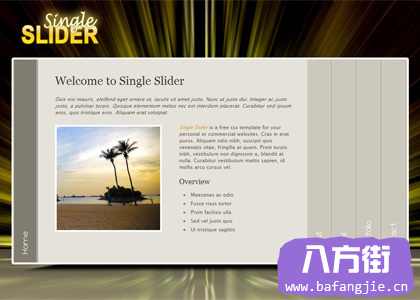 Single
SLIDER
Welcome to Single Slider
Duis nisi mauris, eleifend eget ornare ut, iaculis sit amet justo. Nunc ut justo dui. Integer ac justo
justo, a pulvinar turpis. Quisque elementum metus nec est interdum placerat. Curabitur sed ipsum
eros, quis tristique eros. Aliquam erat volutpat.
Single Slider is a free css template for your
personal or commercial websites. Cras in erat
purus. Aliquam odio nibh, suscipit quis
venenatis vitae, fringilla at quam. Proin turpis
nibh, vestibulum non dignissim a, blandit at
nulla. Curabitur vestibulum mattis sapien, id
mollis arcu cursus vel.
Overview
Maecenas ac odio
Fusce risus tortor
Proin facilisis ulla
Sed vel justo quis
Ut tristique sagittis
Home
八方街
www.bafangjie.cn